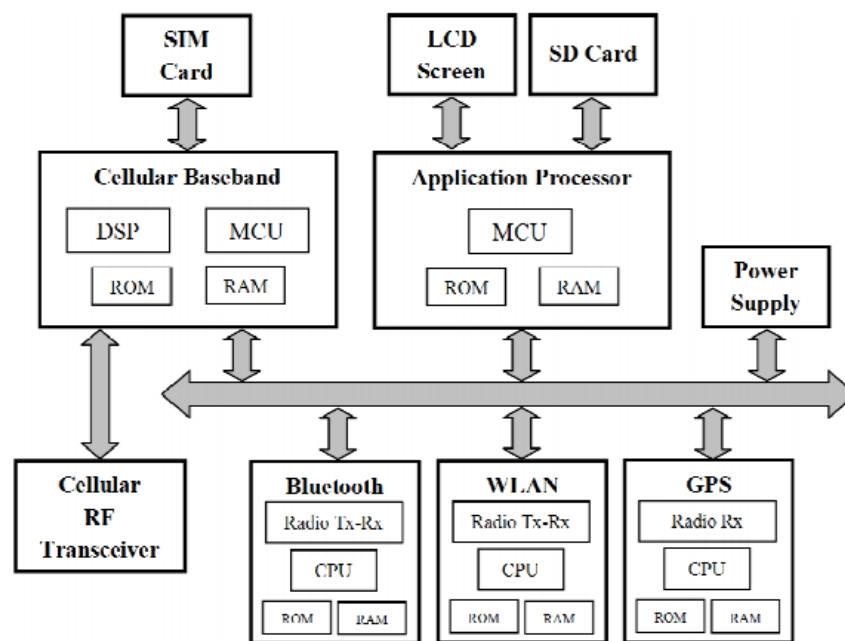 SIM
Card
LCD
Screen
SD Card
Cellular Baseband
DSP
MCU
ROM
RAM
Application Processor
MCU
ROM
RAM
Power
Supply
Cellular
RF
Transceiver
Bluetooth
Radio Tx-Rx
CPU
ROM
RAM
WLAN
Radio Tx-Rx
CPU
ROM
RAM
GPS
Radio Rx
CPU
ROM
RAM